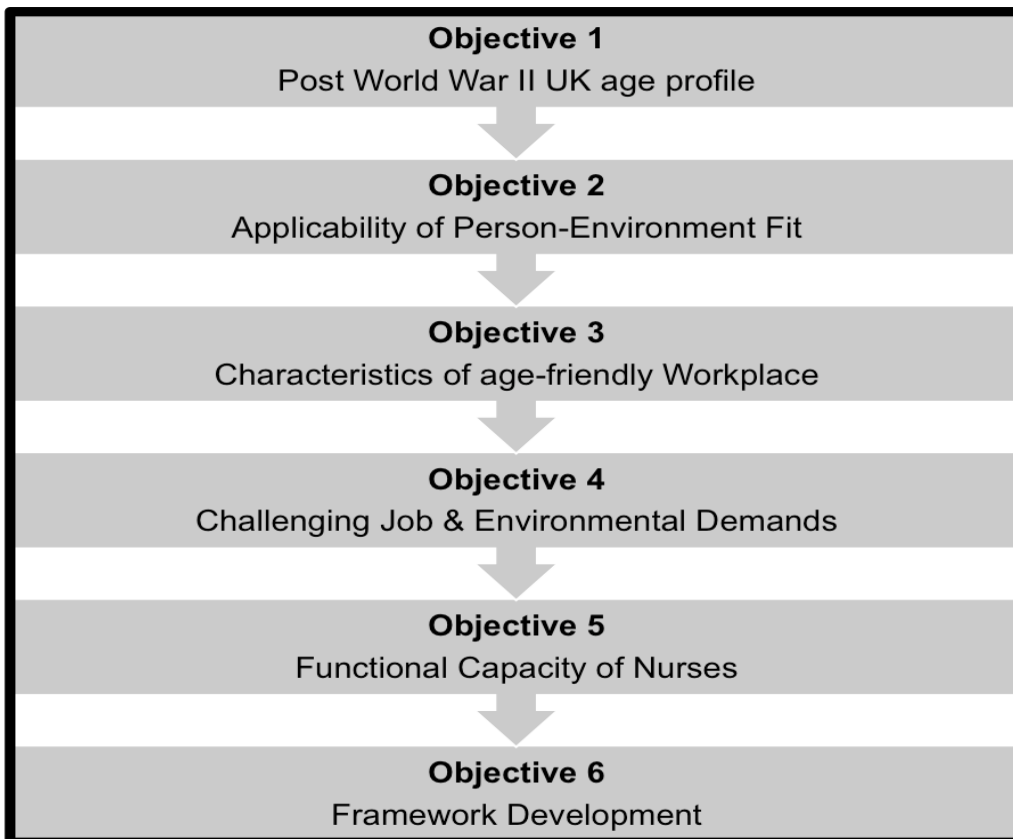 Objective 1
Post World War II UK age profile
Objective 2
Applicability of Person-Environment Fit
Objective 3
Characteristics of age-friendly Workplace
Objective 4
Challenging Job & Environmental Demands
Objective 5
Functional Capacity of Nurses
Objective 6
Framework Development